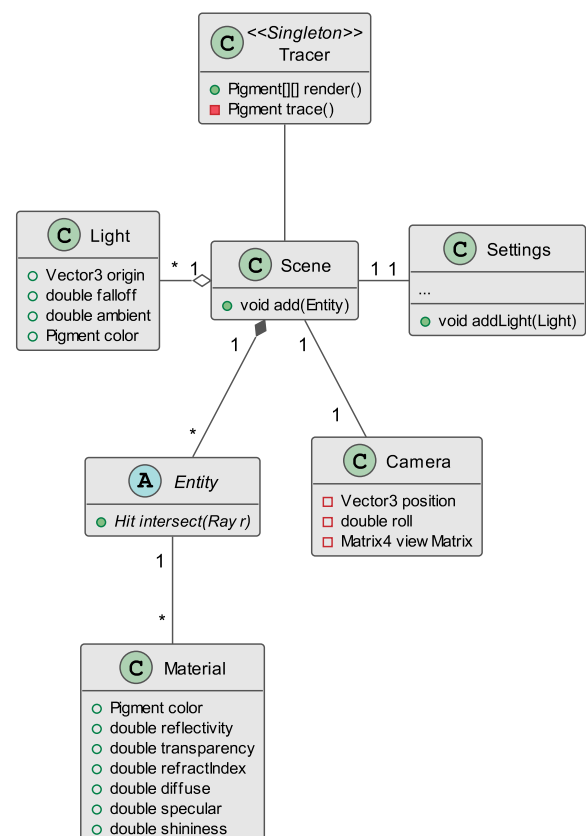 C <<Singleton>>
Tracer
Pigment[][] render()
Pigment trace()
C Light
Vector3 origin
double falloff
double ambient
Pigment color
* 1
C Scene
void add(Entity)
1 1
C Settings
...
void addLight(Light)
1
*
1
1
A Entity
Hit intersect(Ray r)
C Camera
Vector3 position
double roll
Matrix4 view Matrix
1
*
C Material
Pigment color
double reflectivity
double transparency
double refractIndex
double diffuse
double specular
double shininess